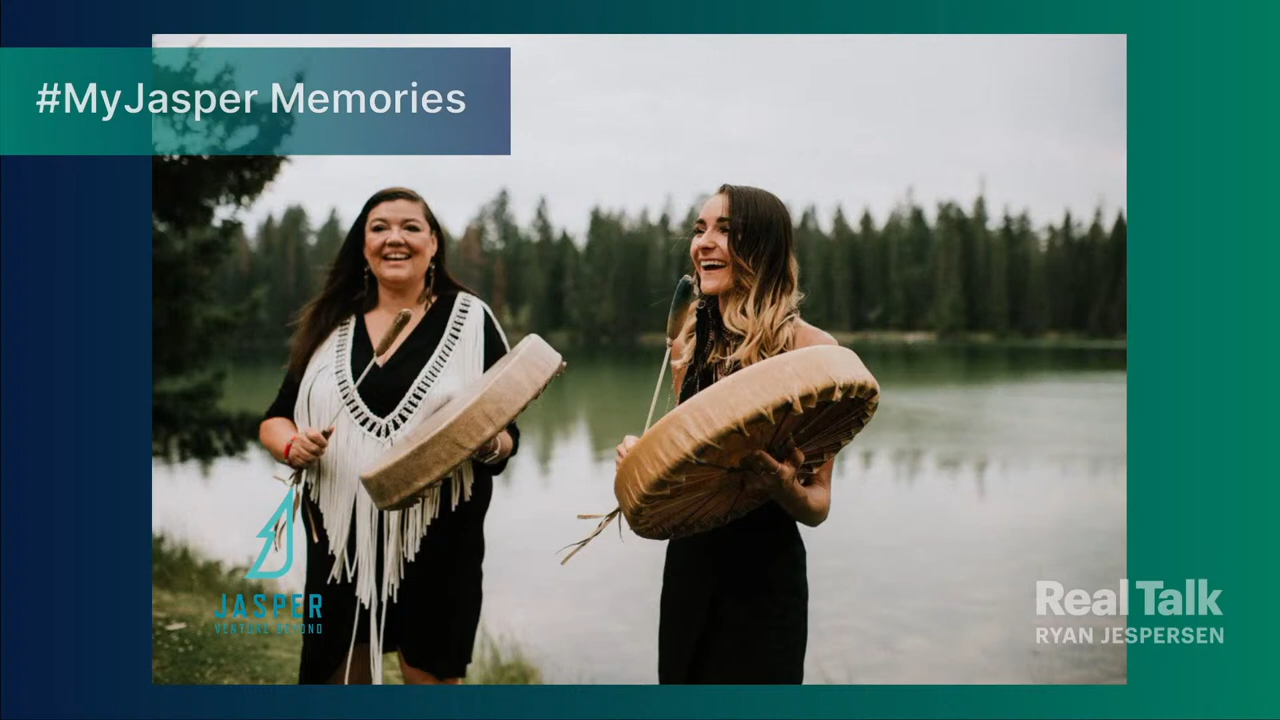 #MyJasper Memories
JASPER
VENTURE BEYOND
Real Talk
RYAN JESPERSEN